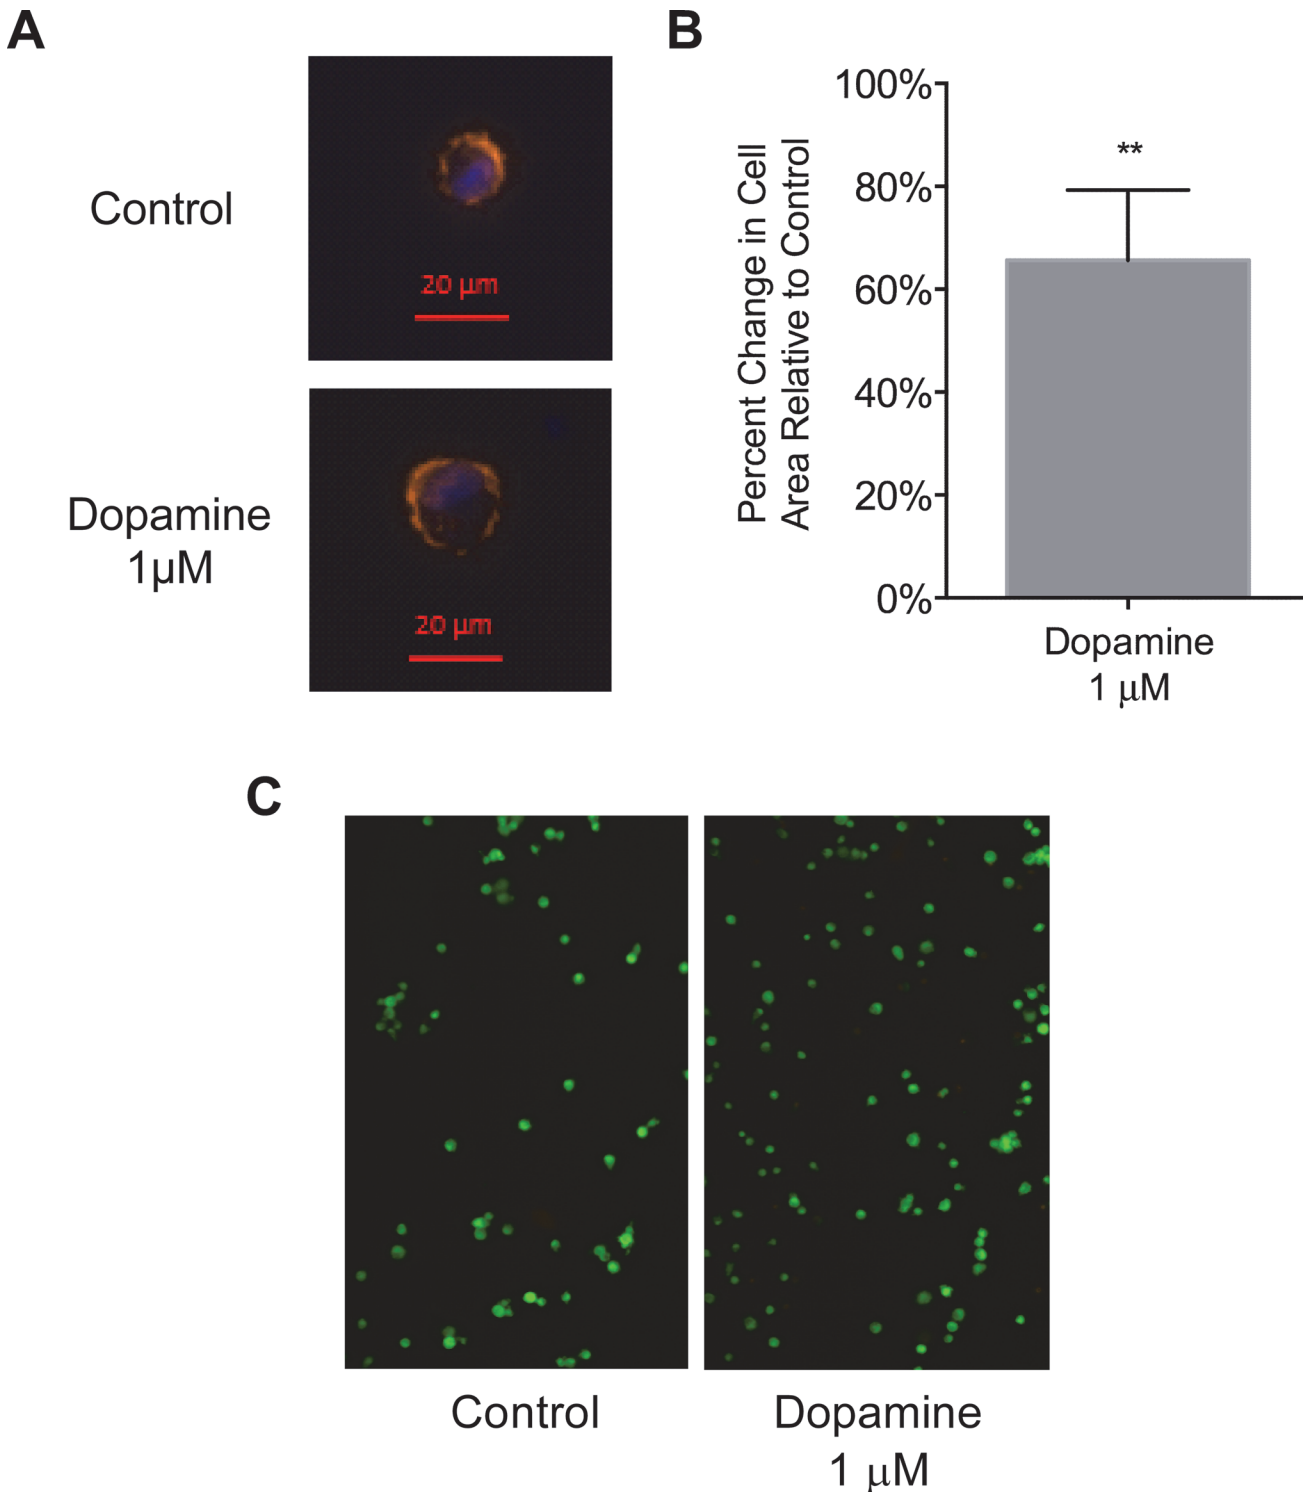 A
Control
20 µm
Dopamine
1µM
20 µm
B
Percent Change in Cell
Area Relative to Control
100%
80%
60%
40%
20%
0%
**
Dopamine
1 µM
C
Control
Dopamine
1 µM